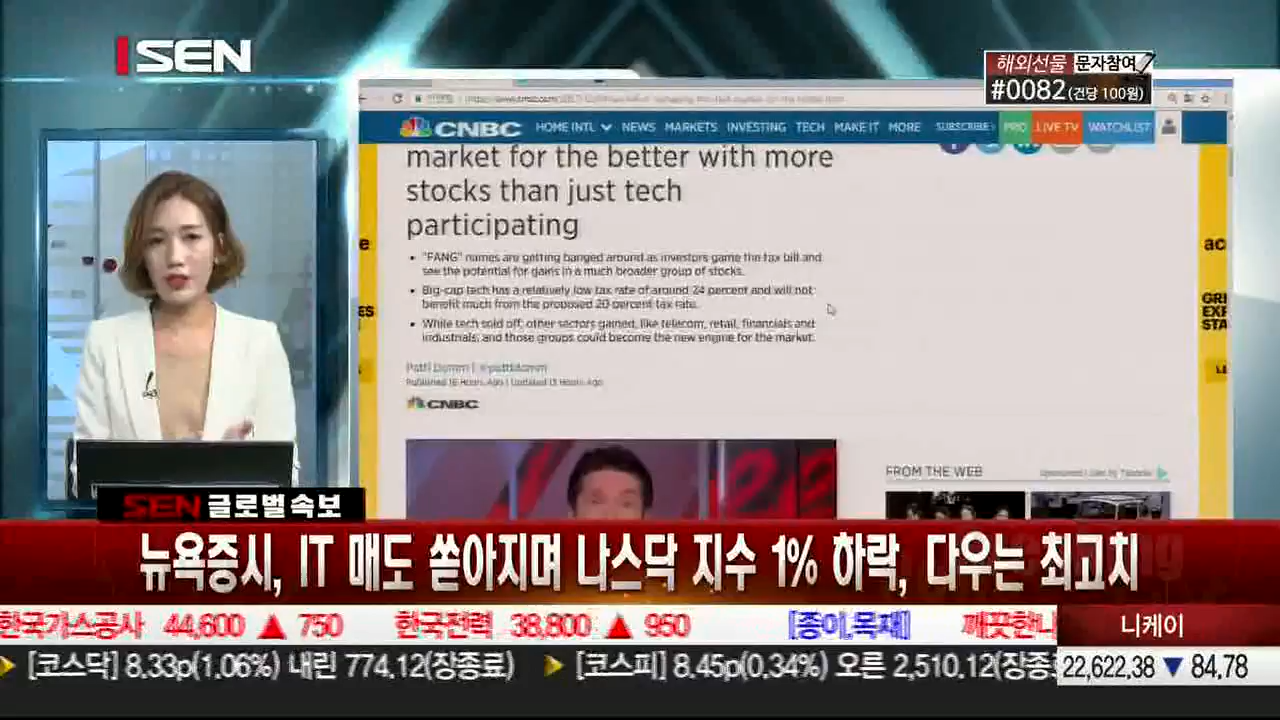 SEN
해외선물 문자참여
#0082(건당 100원)
CNBC HOME INTL NEWS MARKETS INVESTING TECH MAKE IT MORE SUBSCRIBE PRO LIVE TV WATCHLIST
market for the better with more
stocks than just tech
participating
"FANG" names are getting banged around as investors game the tax bill and
see the potential for gains in a much broader group of stocks.
Big-cap tech has a relatively low tax rate of around 24 percent and will not
benefit much from the proposed 20 percent tax rate.
While tech sold off, other sectors gained, like telecom, retail, financials and
industrials, and those groups could become the new engine for the market.
Patti Domm | @pattidomm
Published 16 Hours Ago | Updated 13 Hours Ago
CNBC
FROM THE WEB
SEN 글로벌속보
뉴욕증시, IT 매도 쏟아지며 나스닥 지수 1% 하락, 다우는 최고치
한국가스공사 44,600 ▲ 750 한국전력 38,800 ▲ 950 [종이,목재] 깨끗한나
니케이
[코스닥] 8.33p(1.06%) 내린 774.12(장종료) [코스피] 8.45p(0.34%) 오른 2,510.12(장종
22,622.38 ▼ 84.78